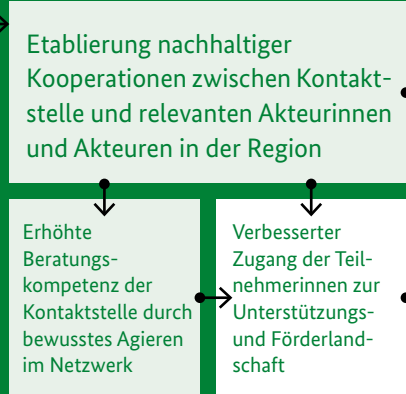 Etablierung nachhaltiger
Kooperationen zwischen Kontakt-
stelle und relevanten Akteurinnen
und Akteuren in der Region
Erhöhte
Beratungs-
kompetenz der
Kontaktstelle durch
bewusstes Agieren
im Netzwerk
Verbesserter
Zugang der Teil-
nehmerinnen zur
Unterstützungs-
und Förderland-
schaft